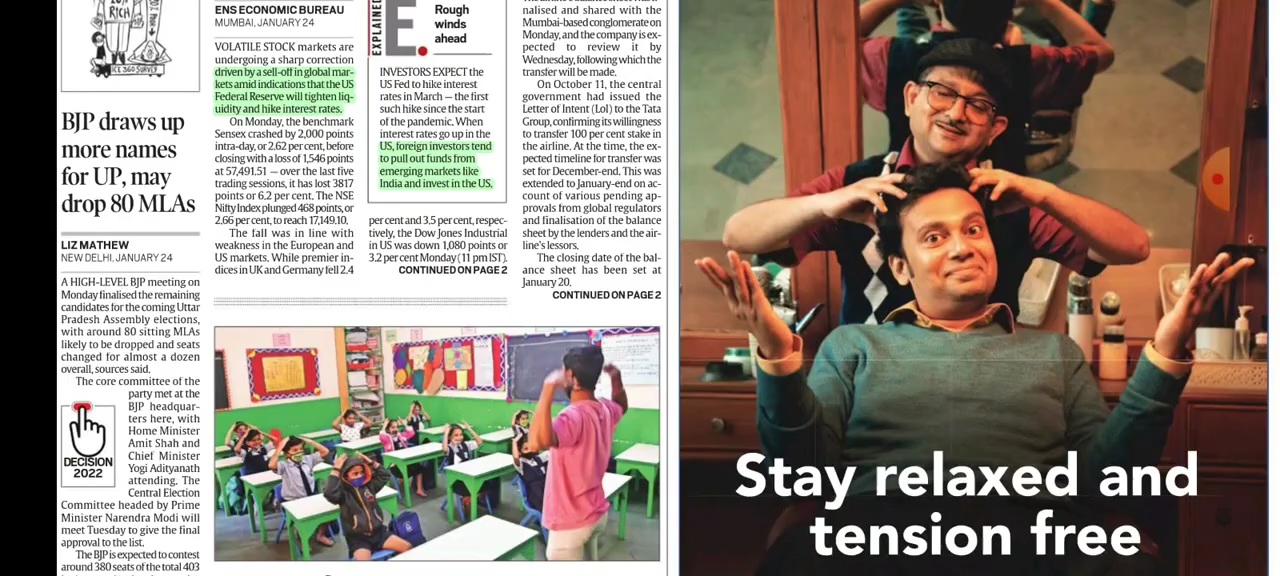 RICH
ICE 360 SURVEY
BJP draws up
more names
for UP, may
drop 80 MLAs
LIZ MATHEW
NEW DELHI, JANUARY 24
A HIGH-LEVEL BJP meeting on
Monday finalised the remaining
candidates for the coming Uttar
Pradesh Assembly elections,
with around 80 sitting MLAs
likely to be dropped and seats
changed for almost a dozen
overall, sources said.
The core committee of the
party met at the
BJP headquar-
ters here, with
Home Minister
Amit Shah and
Chief Minister
Yogi Adityanath
attending. The
Central Election
Committee headed by Prime
Minister Narendra Modi will
meet Tuesday to give the final
approval to the list.
The BJP is expected to contest
around 380 seats of the total 403
DECISION
2022
ENS ECONOMIC BUREAU
MUMBAI, JANUARY 24
VOLATILE STOCK markets are
undergoing a sharp correction
driven by a sell-off in global mar-
kets amid indications that the US
Federal Reserve will tighten liq-
uidity and hike interest rates.
On Monday, the benchmark
Sensex crashed by 2,000 points
intra-day, or 2.62 per cent, before
closing with a loss of 1,546 points
at 57,491.51 — over the last five
trading sessions, it has lost 3817
points or 6.2 per cent. The NSE
Nifty Index plunged 468 points, or
2.66 per cent, to reach 17,149.10.
The fall was in line with
weakness in the European and
US markets. While premier in-
dices in UK and Germany fell 2.4
EXPLAINED
E.
Rough
winds
ahead
INVESTORS EXPECT the
US Fed to hike interest
rates in March — the first
such hike since the start
of the pandemic. When
interest rates go up in the
US, foreign investors tend
to pull out funds from
emerging markets like
India and invest in the US.
per cent and 3.5 per cent, respec-
tively, the Dow Jones Industrial
in US was down 1,080 points or
3.2 per cent Monday (11 pm IST).
CONTINUED ON PAGE 2
nalised and shared with the
Mumbai-based conglomerate on
Monday, and the company is ex-
pected to review it by
Wednesday, following which the
transfer will be made.
On October 11, the central
government had issued the
Letter of Intent (LoI) to the Tata
Group, confirming its willingness
to transfer 100 per cent stake in
the airline. At the time, the ex-
pected timeline for transfer was
set for December-end. This was
extended to January-end on ac-
count of various pending ap-
provals from global regulators
and finalisation of the balance
sheet by the lenders and the air-
line's lessors.
The closing date of the bal-
ance sheet has been set at
January 20.
CONTINUED ON PAGE 2
Stay relaxed and
tension free